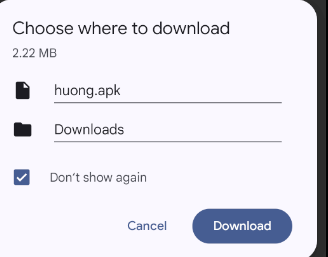 Choose where to download
2.22 MB
huong.apk
Downloads
Don't show again
Cancel
Download